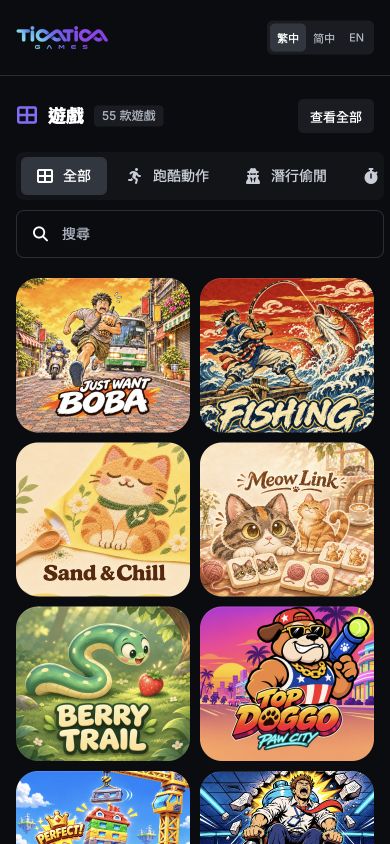 TicaTica
GAMES
繁中 简中 EN
遊戲 55 款遊戲 查看全部
全部 跑酷動作 潛行偷閒
搜尋
JUST WANT
BOBA
FISHING
Sand & Chill
Meow Link
BERRY
TRAIL
TOP
DOGGO
PAW CITY
PERFECT!